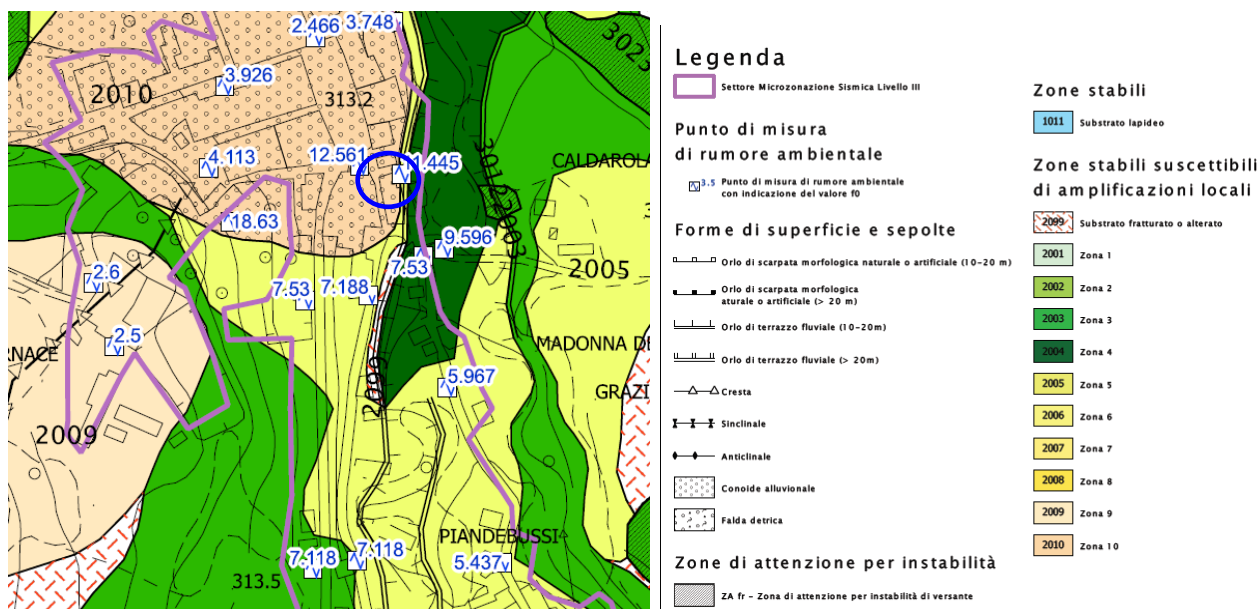 2.466
3.748
3025
3.926
2010
313.2
4.113
12.561
1.445
3012
2003
CALDAROLA
18.63
9.596
7.53
2005
2.6
7.53
7.188
2.5
MADONNA DE
RNACE
2099
5.967
GRAZI
2009
PIANDEBUSSI
7.118
7.118
5.437
313.5
Legenda
Settore Microzonazione Sismica Livello III
Punto di misura
di rumore ambientale
3.5 Punto di misura di rumore ambientale
con indicazione del valore f0
Forme di superficie e sepolte
Orlo di scarpata morfologica naturale o artificiale (10-20 m)
Orlo di scarpata morfologica
aturale o artificiale (> 20 m)
Orlo di terrazzo fluviale (10-20m)
Orlo di terrazzo fluviale (> 20m)
Cresta
Sinclinale
Anticlinale
Conoide alluvionale
Falda detrica
Zone di attenzione per instabilità
ZA fr - Zona di attenzione per instabilità di versante
Zone stabili
1011 Substrato lapideo
Zone stabili suscettibili
di amplificazioni locali
2099 Substrato fratturato o alterato
2001 Zona 1
2002 Zona 2
2003 Zona 3
2004 Zona 4
2005 Zona 5
2006 Zona 6
2007 Zona 7
2008 Zona 8
2009 Zona 9
2010 Zona 10